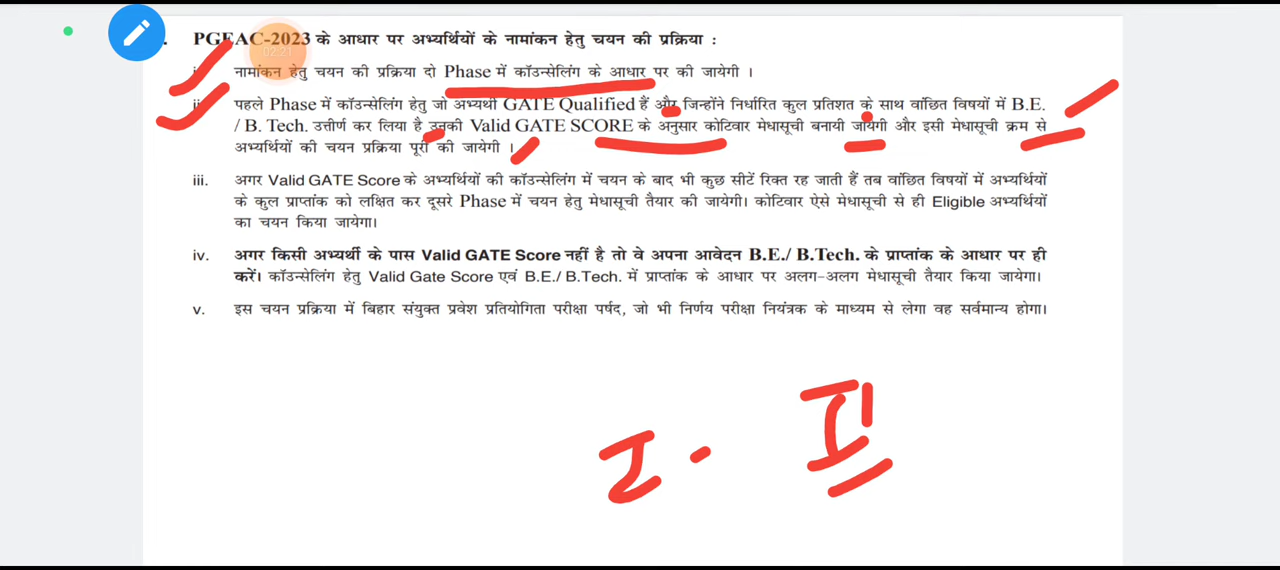 PGEAC-2023 के आधार पर अभ्यर्थियों के नामांकन हेतु चयन की प्रक्रिया :
नामांकन हेतु चयन की प्रक्रिया दो Phase में कॉउन्सेलिंग के आधार पर की जायेगी ।
ii. पहले Phase में कॉउन्सेलिंग हेतु जो अभ्यर्थी GATE Qualified हैं और जिन्होंने निर्धारित कुल प्रतिशत के साथ वांछित विषयों में B.E.
/ B. Tech. उत्तीर्ण कर लिया है उनकी Valid GATE SCORE के अनुसार कोटिवार मेधासूची बनायी जायेगी और इसी मेधासूची क्रम से
अभ्यर्थियों की चयन प्रक्रिया पूरी की जायेगी ।
iii. अगर Valid GATE Score के अभ्यर्थियों की कॉउन्सेलिंग में चयन के बाद भी कुछ सीटें रिक्त रह जाती हैं तब वांछित विषयों में अभ्यर्थियों
के कुल प्राप्तांक को लक्षित कर दूसरे Phase में चयन हेतु मेधासूची तैयार की जायेगी। कोटिवार ऐसे मेधासूची से ही Eligible अभ्यर्थियों
का चयन किया जायेगा।
iv. अगर किसी अभ्यर्थी के पास Valid GATE Score नहीं है तो वे अपना आवेदन B.E./ B.Tech. के प्राप्तांक के आधार पर ही
करें। कॉउन्सेलिंग हेतु Valid Gate Score एवं B.E./ B.Tech. में प्राप्तांक के आधार पर अलग-अलग मेधासूची तैयार किया जायेगा।
v. इस चयन प्रक्रिया में बिहार संयुक्त प्रवेश प्रतियोगिता परीक्षा पर्षद, जो भी निर्णय परीक्षा नियंत्रक के माध्यम से लेगा वह सर्वमान्य होगा।
I - II